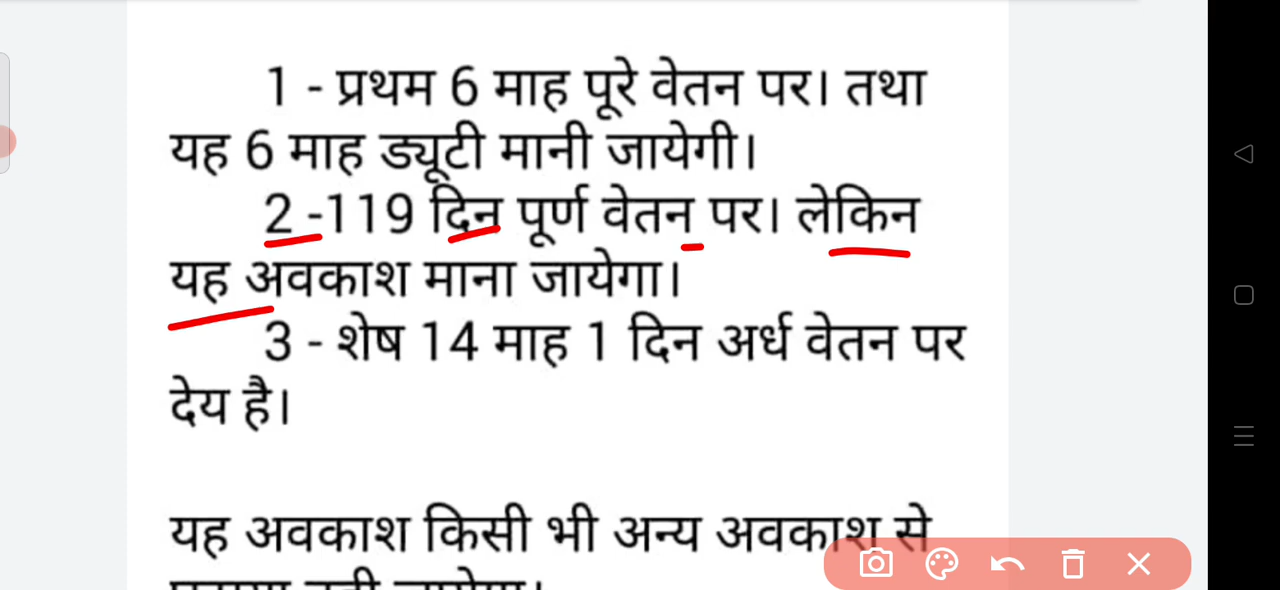 1 - प्रथम 6 माह पूरे वेतन पर। तथा
यह 6 माह ड्यूटी मानी जायेगी।
2 -119 दिन पूर्ण वेतन पर। लेकिन
यह अवकाश माना जायेगा।
3 - शेष 14 माह 1 दिन अर्ध वेतन पर
देय है।
यह अवकाश किसी भी अन्य अवकाश से